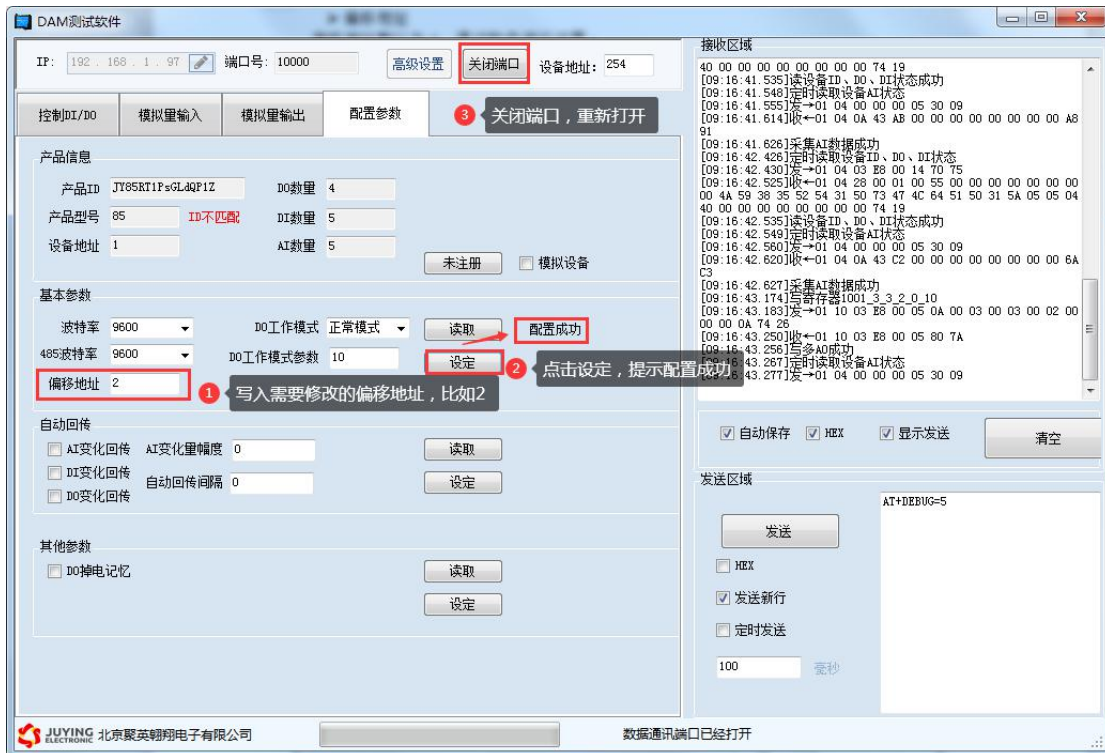 DAM测试软件
IP: 192 . 168 . 1 . 97
端口号: 10000
高级设置
关闭端口
设备地址: 254
控制DI/DO
模拟量输入
模拟量输出
配置参数
3 关闭端口，重新打开
产品信息
产品ID JY85RT1PsGLdQP1Z
DO数量 4
产品型号 85
ID不匹配
DI数量 5
设备地址 1
AI数量 5
未注册
模拟设备
基本参数
波特率 9600
DO工作模式 正常模式
读取
配置成功
485波特率 9600
DO工作模式参数 10
设定
2 点击设定，提示配置成功
偏移地址 2
1 写入需要修改的偏移地址，比如2
自动回传
AI变化回传
AI变化量幅度 0
读取
DI变化回传
自动回传间隔 0
设定
DO变化回传
其他参数
DO掉电记忆
读取
设定
接收区域
40 00 00 00 00 00 00 00 00 74 19
[09:16:41.535]读设备ID、DO、DI状态成功
[09:16:41.548]定时读取设备AI状态
[09:16:41.555]发→01 04 00 00 00 05 30 09
[09:16:41.614]收←01 04 0A 43 AB 00 00 00 00 00 00 00 00 A8
91
[09:16:41.626]采集AI数据成功
[09:16:42.426]定时读取设备ID、DO、DI状态
[09:16:42.430]发→01 04 03 E8 00 14 70 75
[09:16:42.525]收←01 04 28 00 01 00 55 00 00 00 00 00 00 00
00 4A 59 38 35 52 54 31 50 73 47 4C 64 51 50 31 5A 05 05 04
40 00 00 00 00 00 00 00 00 74 19
[09:16:42.535]读设备ID、DO、DI状态成功
[09:16:42.549]定时读取设备AI状态
[09:16:42.560]发→01 04 00 00 00 05 30 09
[09:16:42.620]收←01 04 0A 43 C2 00 00 00 00 00 00 00 00 6A
C3
[09:16:42.627]采集AI数据成功
[09:16:43.174]写寄存器1001_3_3_2_0_10
[09:16:43.183]发→01 10 03 E8 00 05 0A 00 03 00 03 00 02 00
00 00 0A 74 26
[09:16:43.250]收←01 10 03 E8 00 05 80 7A
[09:16:43.256]写多AO成功
:43.267]定时读取设备AI状态
:43.277]发→01 04 00 00 00 05 30 09
自动保存
HEX
显示发送
清空
发送区域
AT+DEBUG=5
发送
HEX
发送新行
定时发送
100 毫秒
JUYING ELECTRONIC 北京聚英翱翔电子有限公司
数据通讯端口已经打开